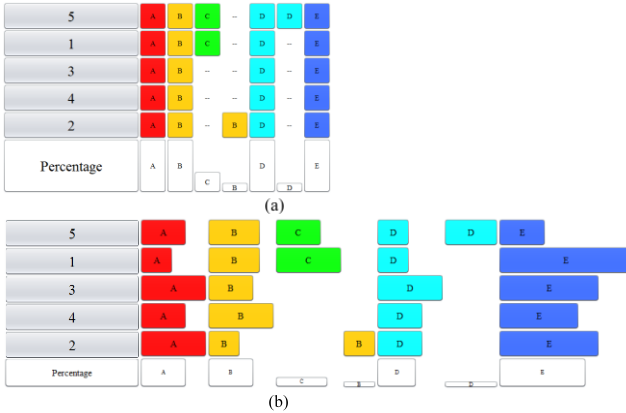 5 A B C -- D D E
1 A B C -- D -- E
3 A B -- -- D -- E
4 A B -- -- D -- E
2 A B -- B D -- E
Percentage A B C B D D E
(a)
5 A B C D D E
1 A B C D E
3 A B D E
4 A B D E
2 A B B D E
Percentage A B C B D D E
(b)